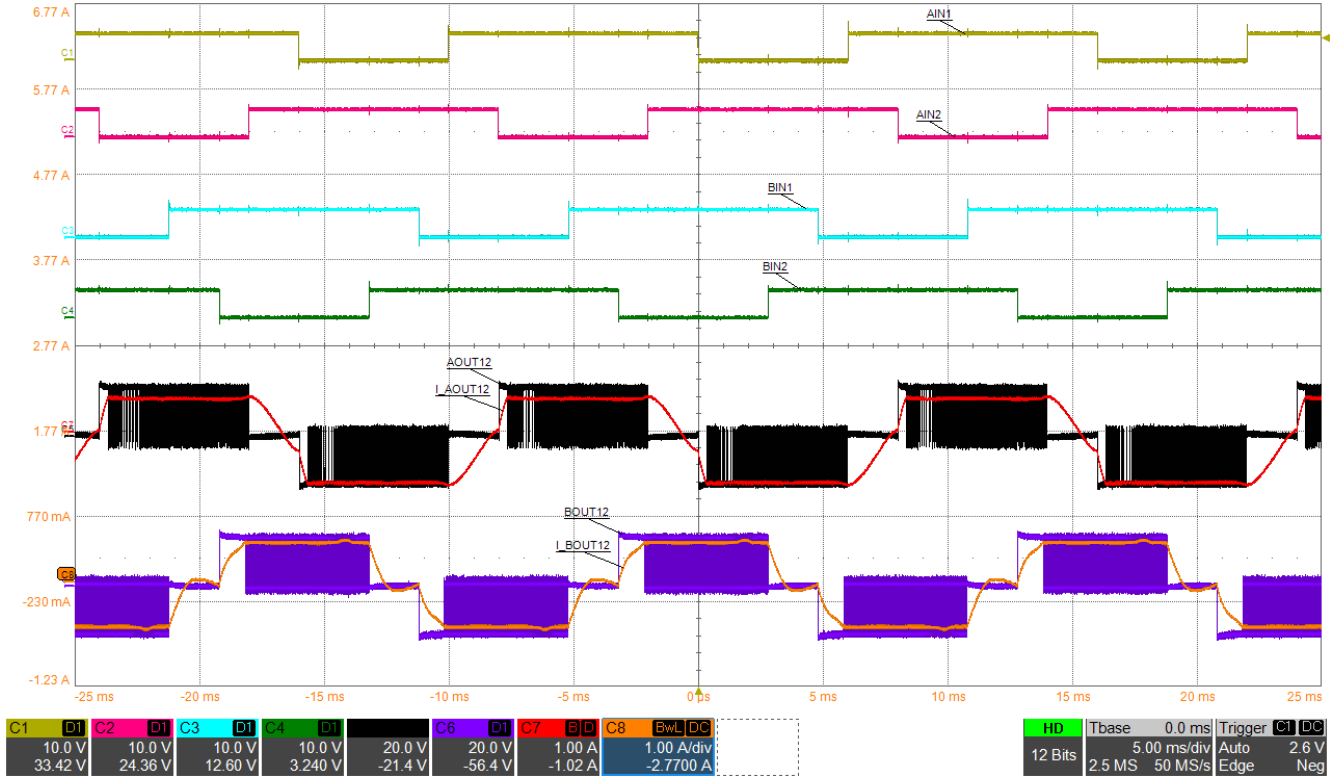 6.77 A
AIN1
C1
5.77 A
C2
AIN2
4.77 A
BIN1
C3
3.77 A
BIN2
C4
2.77 A
AOUT12
I_AOUT12
1.77 A
770 mA
BOUT12
I_BOUT12
C8
-230 mA
-1.23 A
-25 ms -20 ms -15 ms -10 ms -5 ms 0 ps 5 ms 10 ms 15 ms 20 ms 25 ms
C1 D1 C2 D1 C3 D1 C4 D1 C6 D1 C7 B D C8 BwL DC HD Tbase 0.0 ms Trigger C1 DC
10.0 V 10.0 V 10.0 V 10.0 V 20.0 V 20.0 V 1.00 A 1.00 A/div 12 Bits 5.00 ms/div Auto 2.6 V
33.42 V 24.36 V 12.60 V 3.240 V -21.4 V -56.4 V -1.02 A -2.7700 A 2.5 MS 50 MS/s Edge Neg